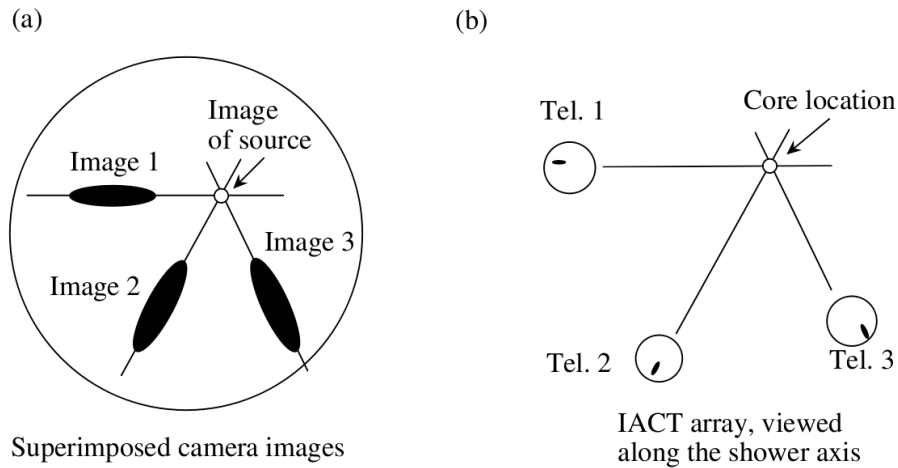 (a)
Image
of source
Image 1
Image 3
Image 2
Superimposed camera images
(b)
Core location
Tel. 1
Tel. 2
Tel. 3
IACT array, viewed
along the shower axis